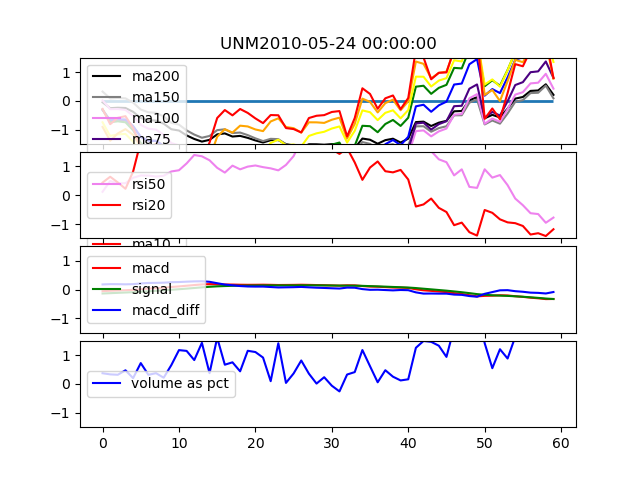 UNM2010-05-24 00:00:00
1
0
−1
ma200
ma150
ma100
ma75
1
0
−1
rsi50
rsi20
ma10
1
0
−1
macd
signal
macd_diff
1
0
−1
volume as pct
0 10 20 30 40 50 60